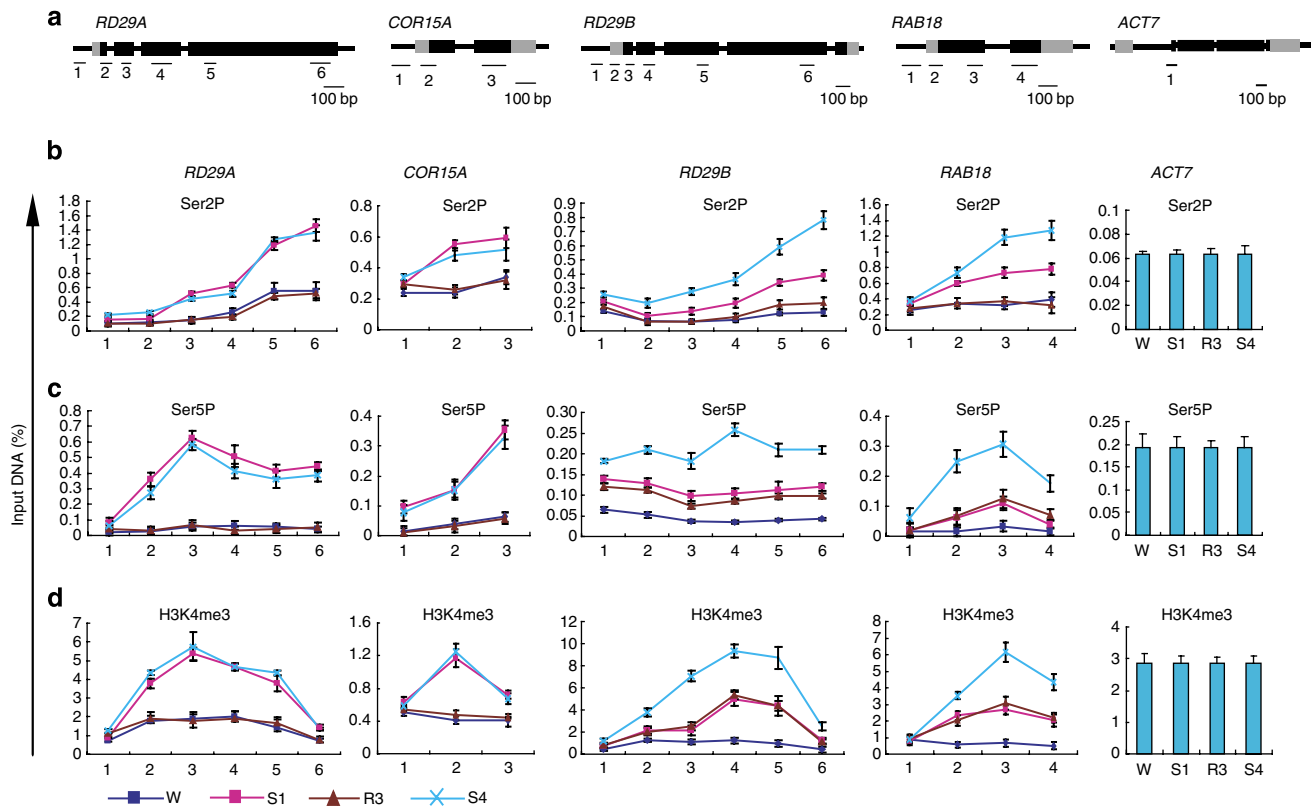 a
RD29A COR15A RD29B RAB18 ACT7
1 2 3 4 5 6 1 2 3 1 2 3 4 5 6 1 2 3 4 1
100 bp 100 bp 100 bp 100 bp 100 bp
b
RD29A COR15A RD29B RAB18 ACT7
Ser2P Ser2P Ser2P Ser2P Ser2P
1.8 1.6 1.4 1.2 1 0.8 0.6 0.4 0.2 0
1 2 3 4 5 6
0.8 0.6 0.4 0.2 0
1 2 3
0.9 0.8 0.7 0.6 0.5 0.4 0.3 0.2 0.1 0
1 2 3 4 5 6
1.6 1.4 1.2 1 0.8 0.6 0.4 0.2 0
1 2 3 4
0.1 0.08 0.06 0.04 0.02 0
W S1 R3 S4
c
Ser5P Ser5P Ser5P Ser5P Ser5P
0.8 0.7 0.6 0.5 0.4 0.3 0.2 0.1 0
1 2 3 4 5 6
0.4 0.3 0.2 0.1 0
1 2 3
0.30 0.25 0.20 0.15 0.10 0.05 0
1 2 3 4 5 6
0.4 0.3 0.2 0.1 0
1 2 3 4
0.25 0.20 0.15 0.10 0.05 0
W S1 R3 S4
Input DNA (%)
d
H3K4me3 H3K4me3 H3K4me3 H3K4me3 H3K4me3
7 6 5 4 3 2 1 0
1 2 3 4 5 6
1.6 1.2 0.8 0.4 0
1 2 3
12 10 8 6 4 2 0
1 2 3 4 5 6
8 7 6 5 4 3 2 1 0
1 2 3 4
4 3 2 1 0
W S1 R3 S4
W S1 R3 S4